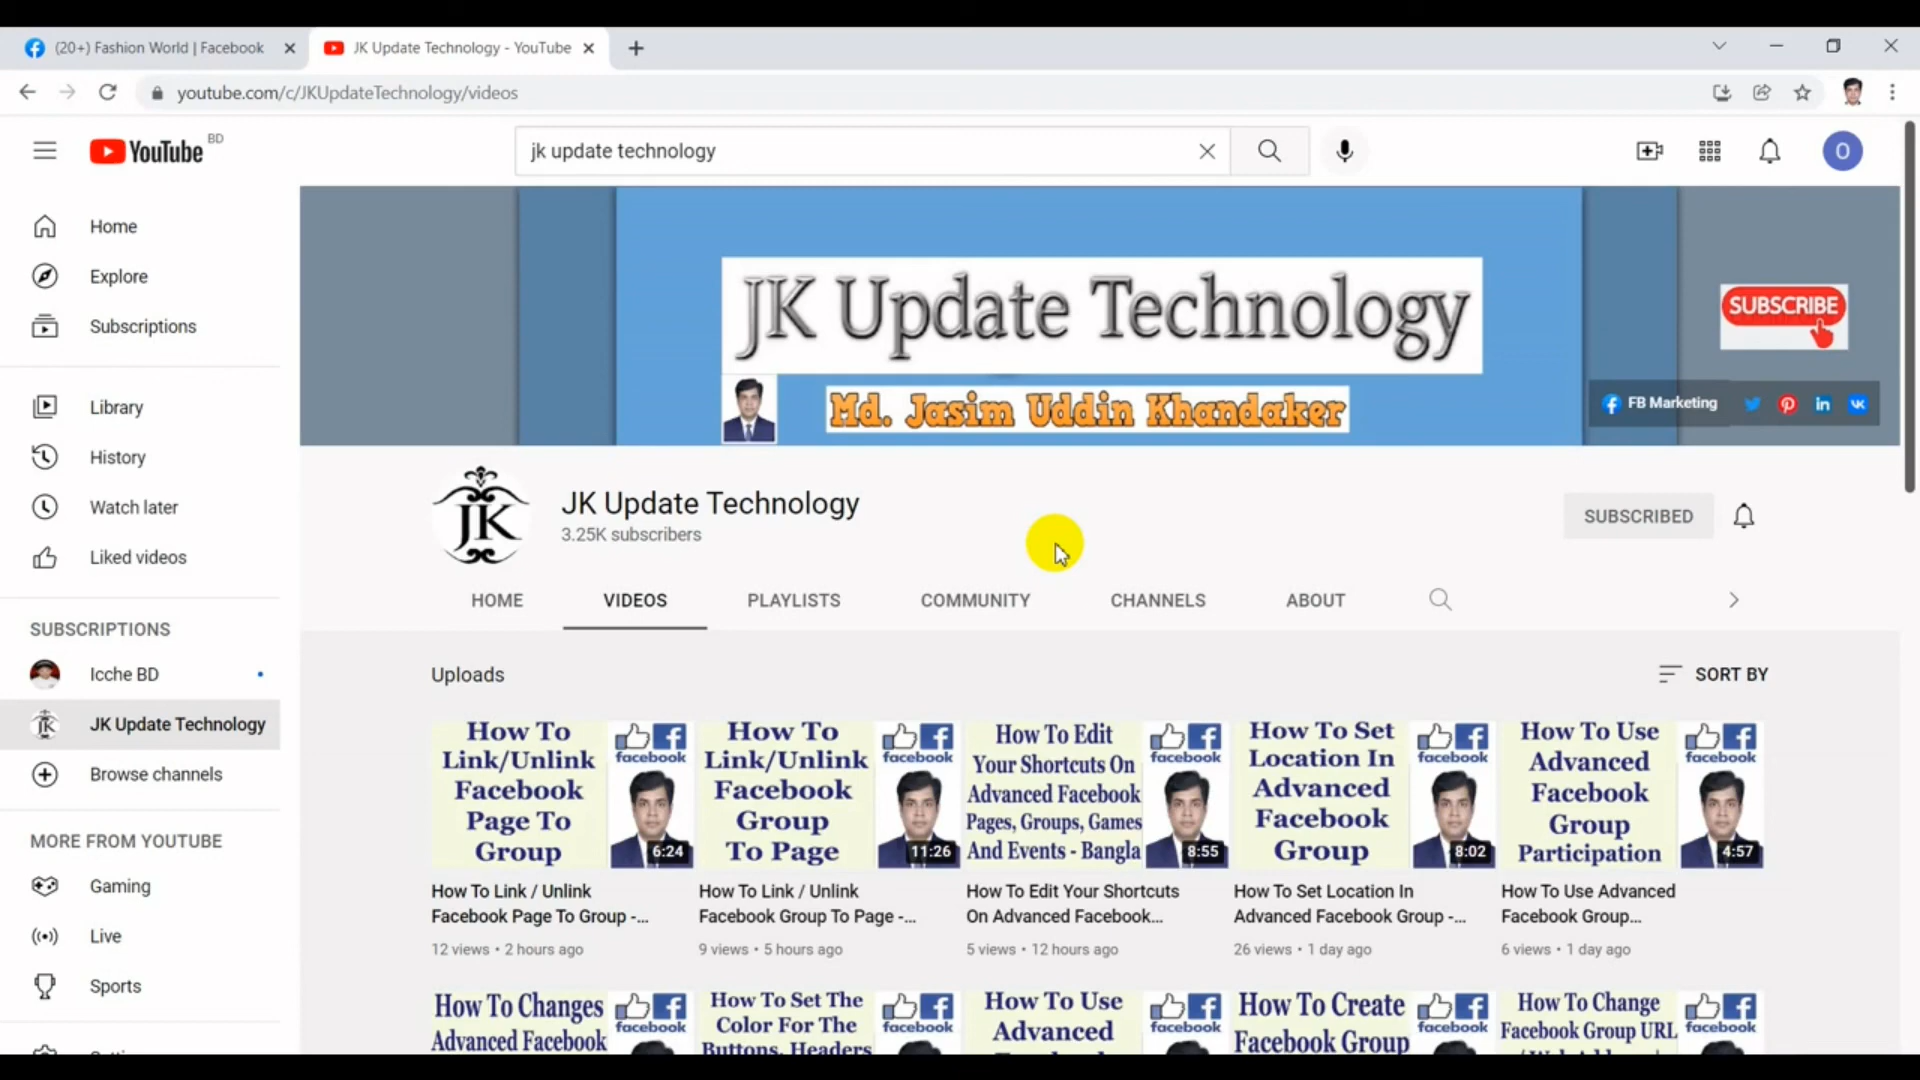 (20+) Fashion World | Facebook
JK Update Technology - YouTube
youtube.com/c/JKUpdateTechnology/videos
YouTube BD
jk update technology
O
Home
Explore
Subscriptions
Library
History
Watch later
Liked videos
SUBSCRIPTIONS
Icche BD
JK Update Technology
Browse channels
MORE FROM YOUTUBE
Gaming
Live
Sports
JK Update Technology
SUBSCRIBE
Md. Jasim Uddin Khandaker
FB Marketing
JK
JK Update Technology
3.25K subscribers
SUBSCRIBED
HOME VIDEOS PLAYLISTS COMMUNITY CHANNELS ABOUT
Uploads
SORT BY
How To
Link/Unlink
Facebook
Page To
Group
facebook
6:24
How To Link / Unlink
Facebook Page To Group -...
12 views • 2 hours ago
How To
Link/Unlink
Facebook
Group
To Page
facebook
11:26
How To Link / Unlink
Facebook Group To Page -...
9 views • 5 hours ago
How To Edit
Your Shortcuts On
Advanced Facebook
Pages, Groups, Games
And Events - Bangla
facebook
8:55
How To Edit Your Shortcuts
On Advanced Facebook...
5 views • 12 hours ago
How To Set
Location In
Advanced
Facebook
Group
facebook
8:02
How To Set Location In
Advanced Facebook Group -...
26 views • 1 day ago
How To Use
Advanced
Facebook
Group
Participation
facebook
4:57
How To Use Advanced
Facebook Group...
6 views • 1 day ago
How To Changes
Advanced Facebook
facebook
How To Set The
Color For The
Buttons, Headers
facebook
How To Use
Advanced
facebook
How To Create
Facebook Group
facebook
How To Change
Facebook Group URL
facebook